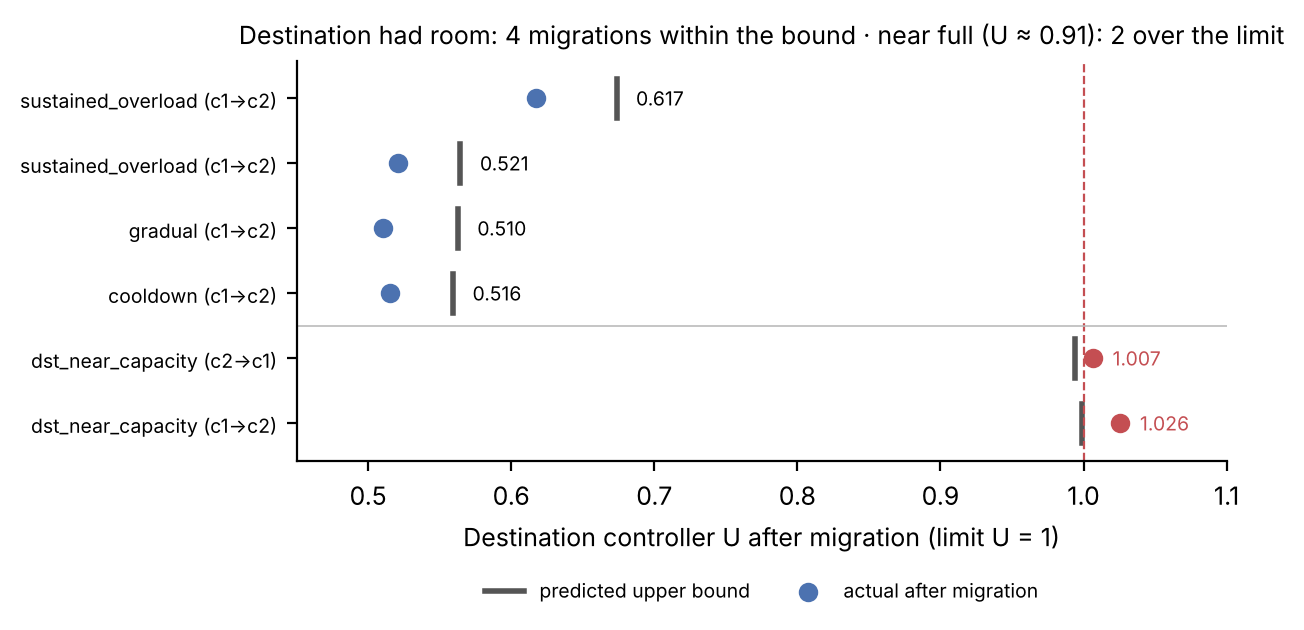 Destination had room: 4 migrations within the bound · near full (U ≈ 0.91): 2 over the limit
sustained_overload (c1→c2)
0.617
sustained_overload (c1→c2)
0.521
gradual (c1→c2)
0.510
cooldown (c1→c2)
0.516
dst_near_capacity (c2→c1)
1.007
dst_near_capacity (c1→c2)
1.026
0.5 0.6 0.7 0.8 0.9 1.0 1.1
Destination controller U after migration (limit U = 1)
predicted upper bound actual after migration